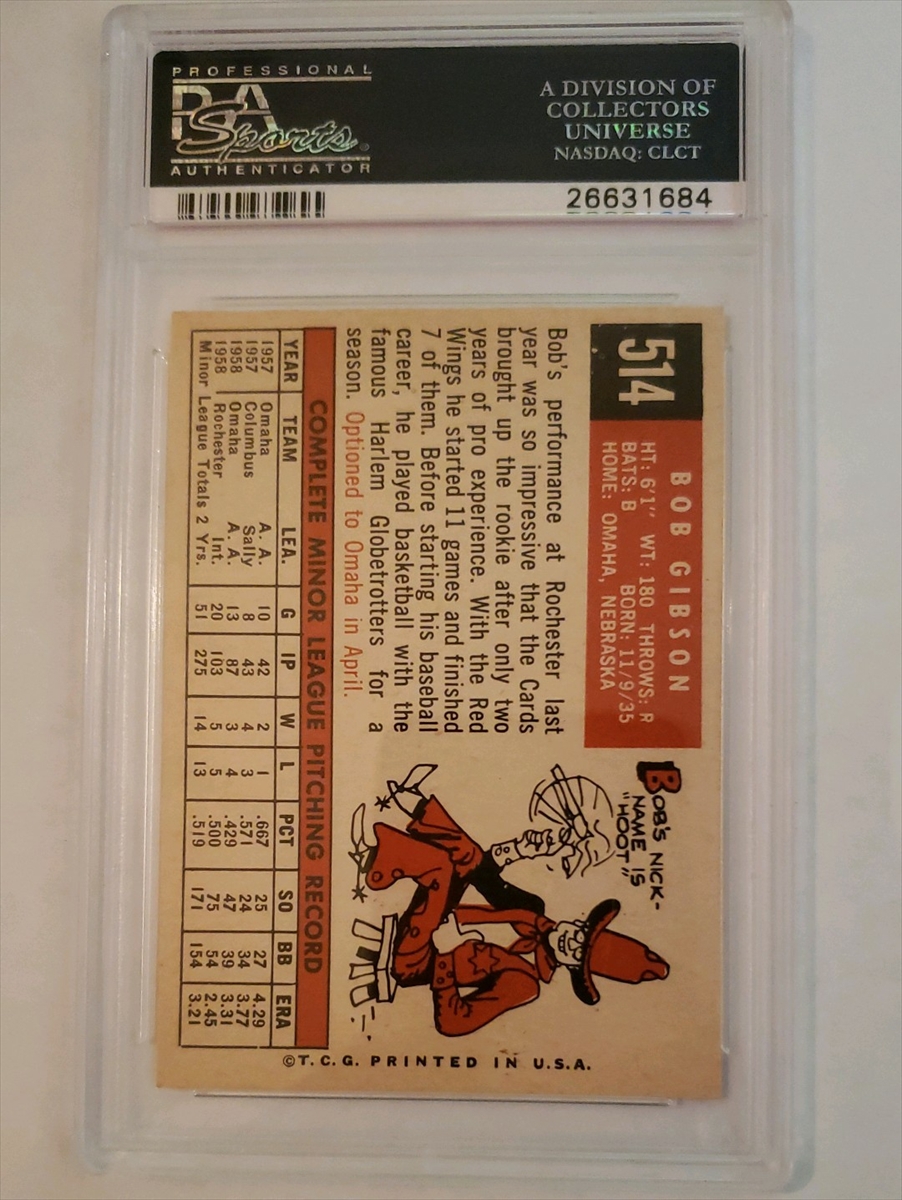 PROFESSIONAL
PSA
Sports
AUTHENTICATOR
A DIVISION OF
COLLECTORS
UNIVERSE
NASDAQ: CLCT
26631684
514
BOB GIBSON
HT: 6'1" WT: 180 THROWS: R
BATS: B BORN: 11/9/35
HOME: OMAHA, NEBRASKA
Bob's performance at Rochester last
year was so impressive that the Cards
brought up the rookie after only two
years of pro experience. With the Red
Wings he started 11 games and finished
7 of them. Before starting his baseball
career, he played basketball with the
famous Harlem Globetrotters for a
season. Optioned to Omaha in April.
BOB'S NICK-
NAME IS
"HOOT"
COMPLETE MINOR LEAGUE PITCHING RECORD
YEAR TEAM LEA. G IP W L PCT SO BB ERA
1957 Omaha A. A. 10 42 2 1 .667 25 27 4.29
1957 Columbus Sally 8 43 4 3 .571 24 34 3.77
1958 Omaha A. A. 13 87 3 4 .429 47 39 3.31
1958 Rochester Int. 20 103 5 5 .500 75 54 2.45
Minor League Totals 2 Yrs. 51 275 14 13 .519 171 154 3.21
©T. C. G. PRINTED IN U.S.A.